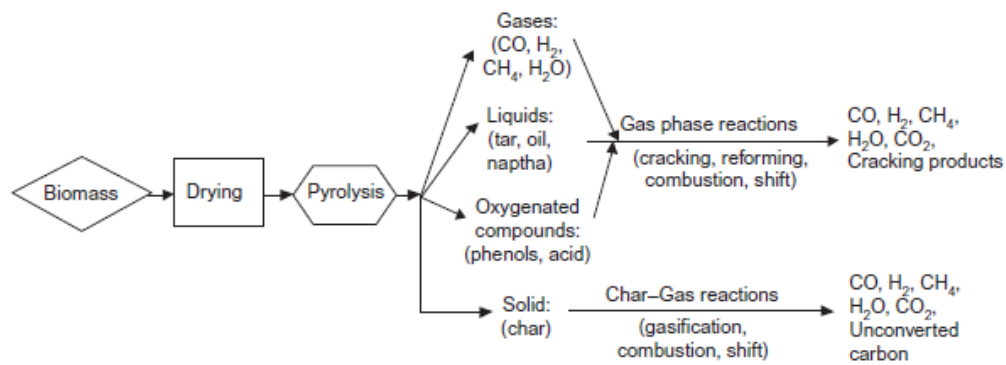 Biomass
Drying
Pyrolysis
Gases:
(CO, H₂,
CH₄, H₂O)
Liquids:
(tar, oil,
naptha)
Oxygenated
compounds:
(phenols, acid)
Solid:
(char)
Gas phase reactions
(cracking, reforming,
combustion, shift)
Char–Gas reactions
(gasification,
combustion, shift)
CO, H₂, CH₄,
H₂O, CO₂,
Cracking products
CO, H₂, CH₄,
H₂O, CO₂,
Unconverted
carbon